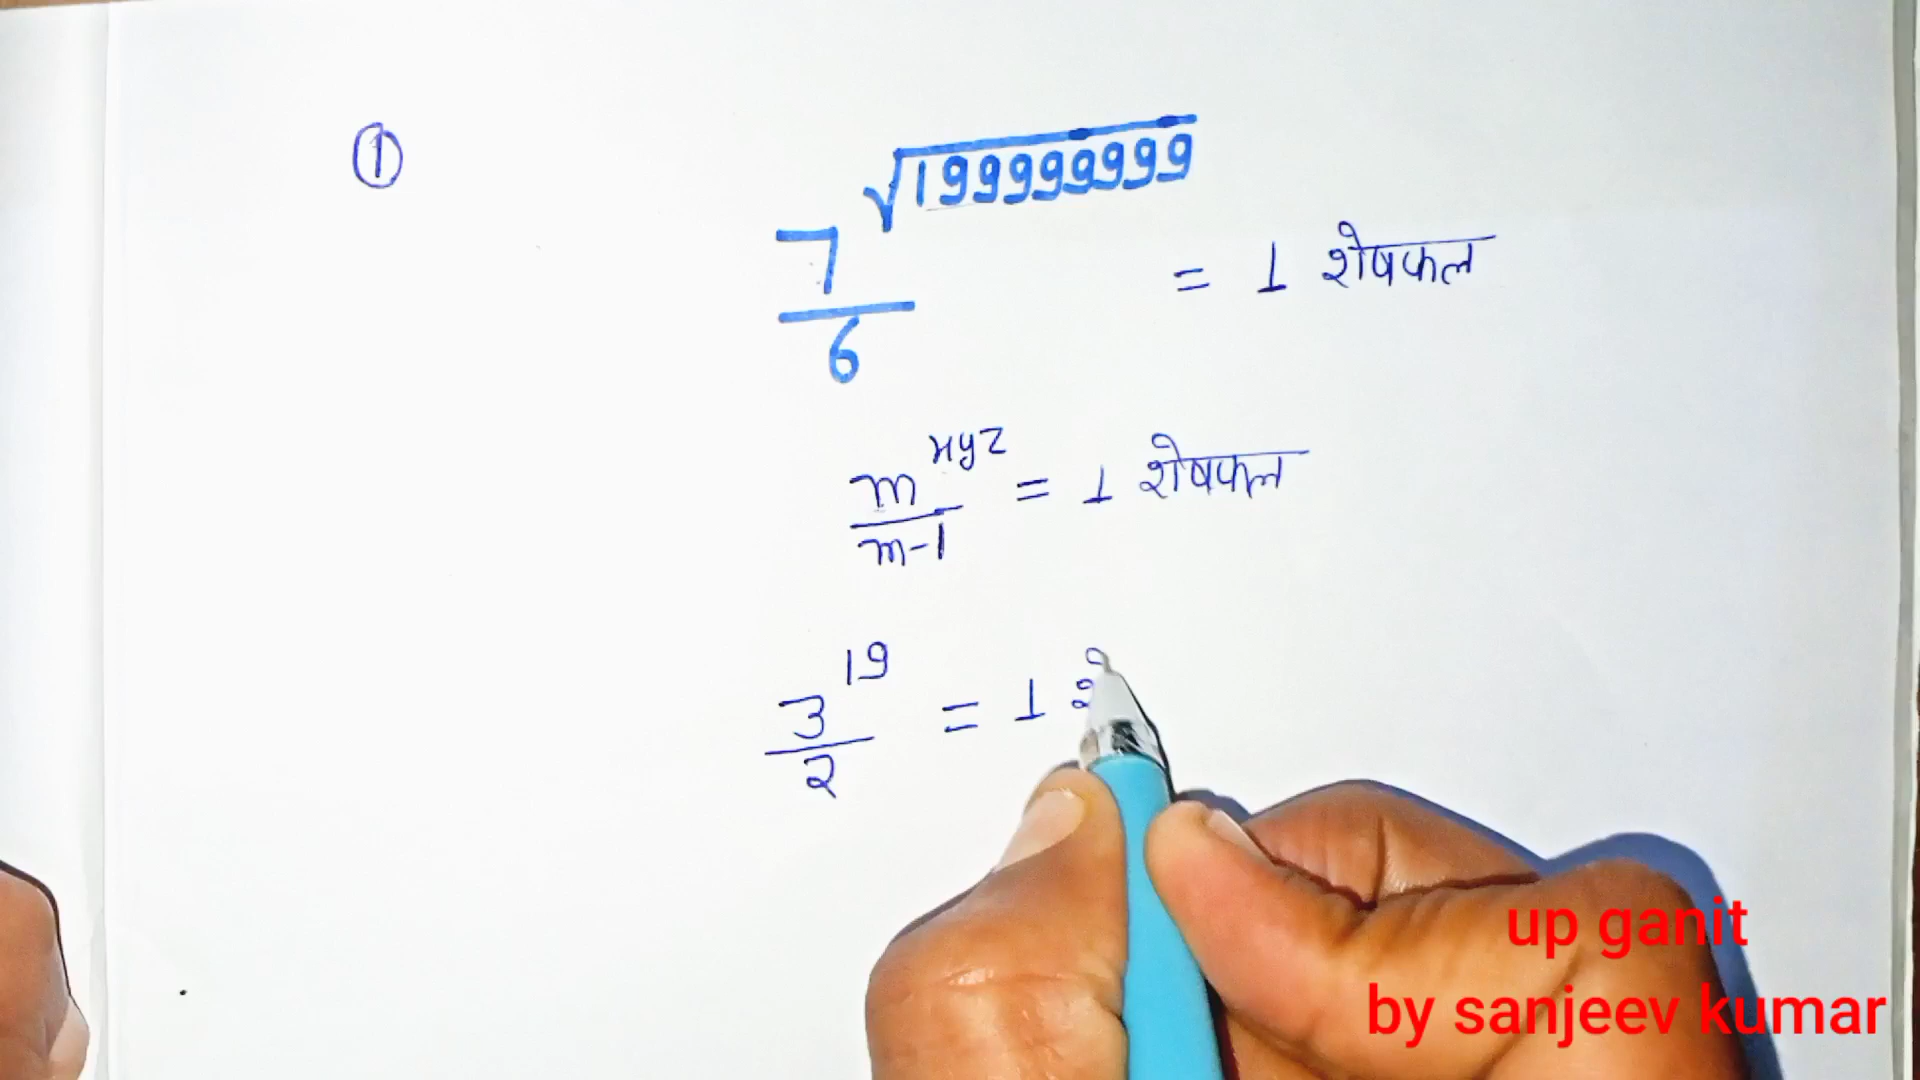 ①
7^√199999999 / 6 = 1 शेषफल
m^xyz / m-1 = 1 शेषफल
3^19 / 2 = 1 शे
up ganit
by sanjeev kumar